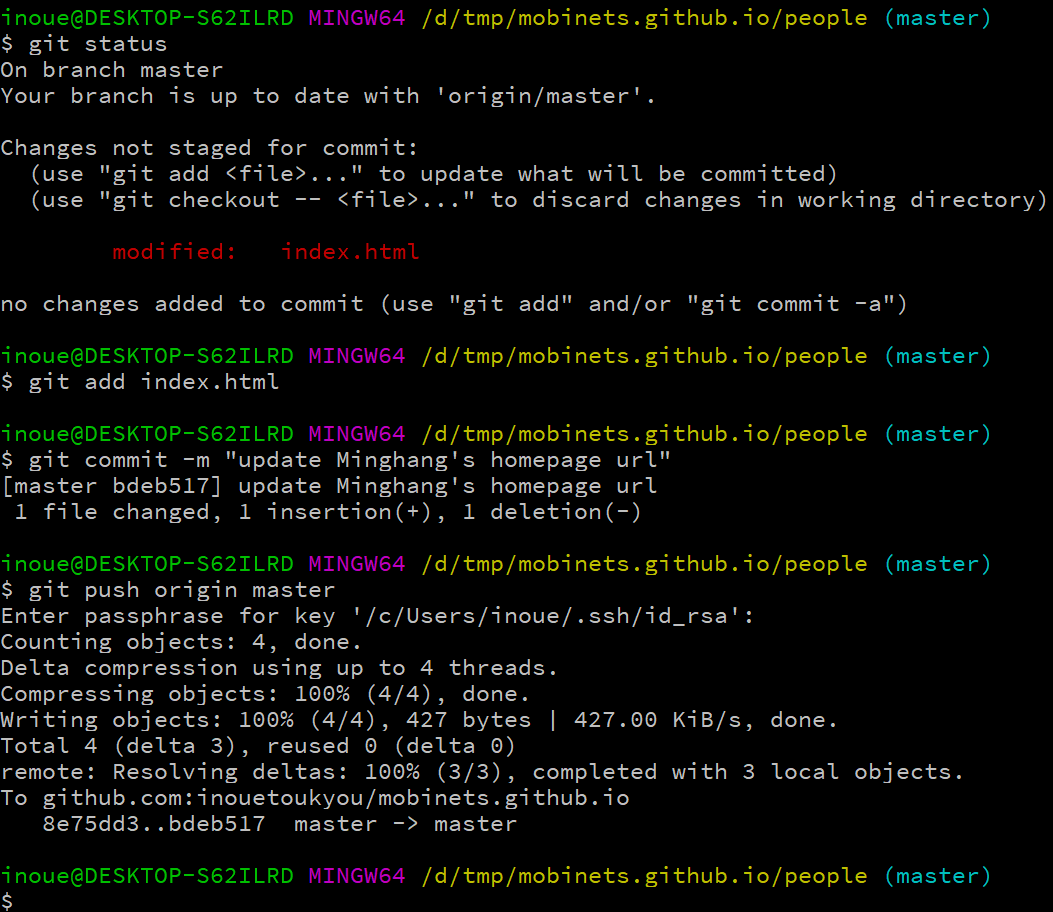 inoue@DESKTOP-S62ILRD MINGW64 /d/tmp/mobinets.github.io/people (master)
$ git status
On branch master
Your branch is up to date with 'origin/master'.
Changes not staged for commit:
  (use "git add <file>..." to update what will be committed)
  (use "git checkout -- <file>..." to discard changes in working directory)
        modified:   index.html
no changes added to commit (use "git add" and/or "git commit -a")
inoue@DESKTOP-S62ILRD MINGW64 /d/tmp/mobinets.github.io/people (master)
$ git add index.html
inoue@DESKTOP-S62ILRD MINGW64 /d/tmp/mobinets.github.io/people (master)
$ git commit -m "update Minghang's homepage url"
[master bdeb517] update Minghang's homepage url
 1 file changed, 1 insertion(+), 1 deletion(-)
inoue@DESKTOP-S62ILRD MINGW64 /d/tmp/mobinets.github.io/people (master)
$ git push origin master
Enter passphrase for key '/c/Users/inoue/.ssh/id_rsa':
Counting objects: 4, done.
Delta compression using up to 4 threads.
Compressing objects: 100% (4/4), done.
Writing objects: 100% (4/4), 427 bytes | 427.00 KiB/s, done.
Total 4 (delta 3), reused 0 (delta 0)
remote: Resolving deltas: 100% (3/3), completed with 3 local objects.
To github.com:inouetoukyou/mobinets.github.io
   8e75dd3..bdeb517  master -> master
inoue@DESKTOP-S62ILRD MINGW64 /d/tmp/mobinets.github.io/people (master)
$